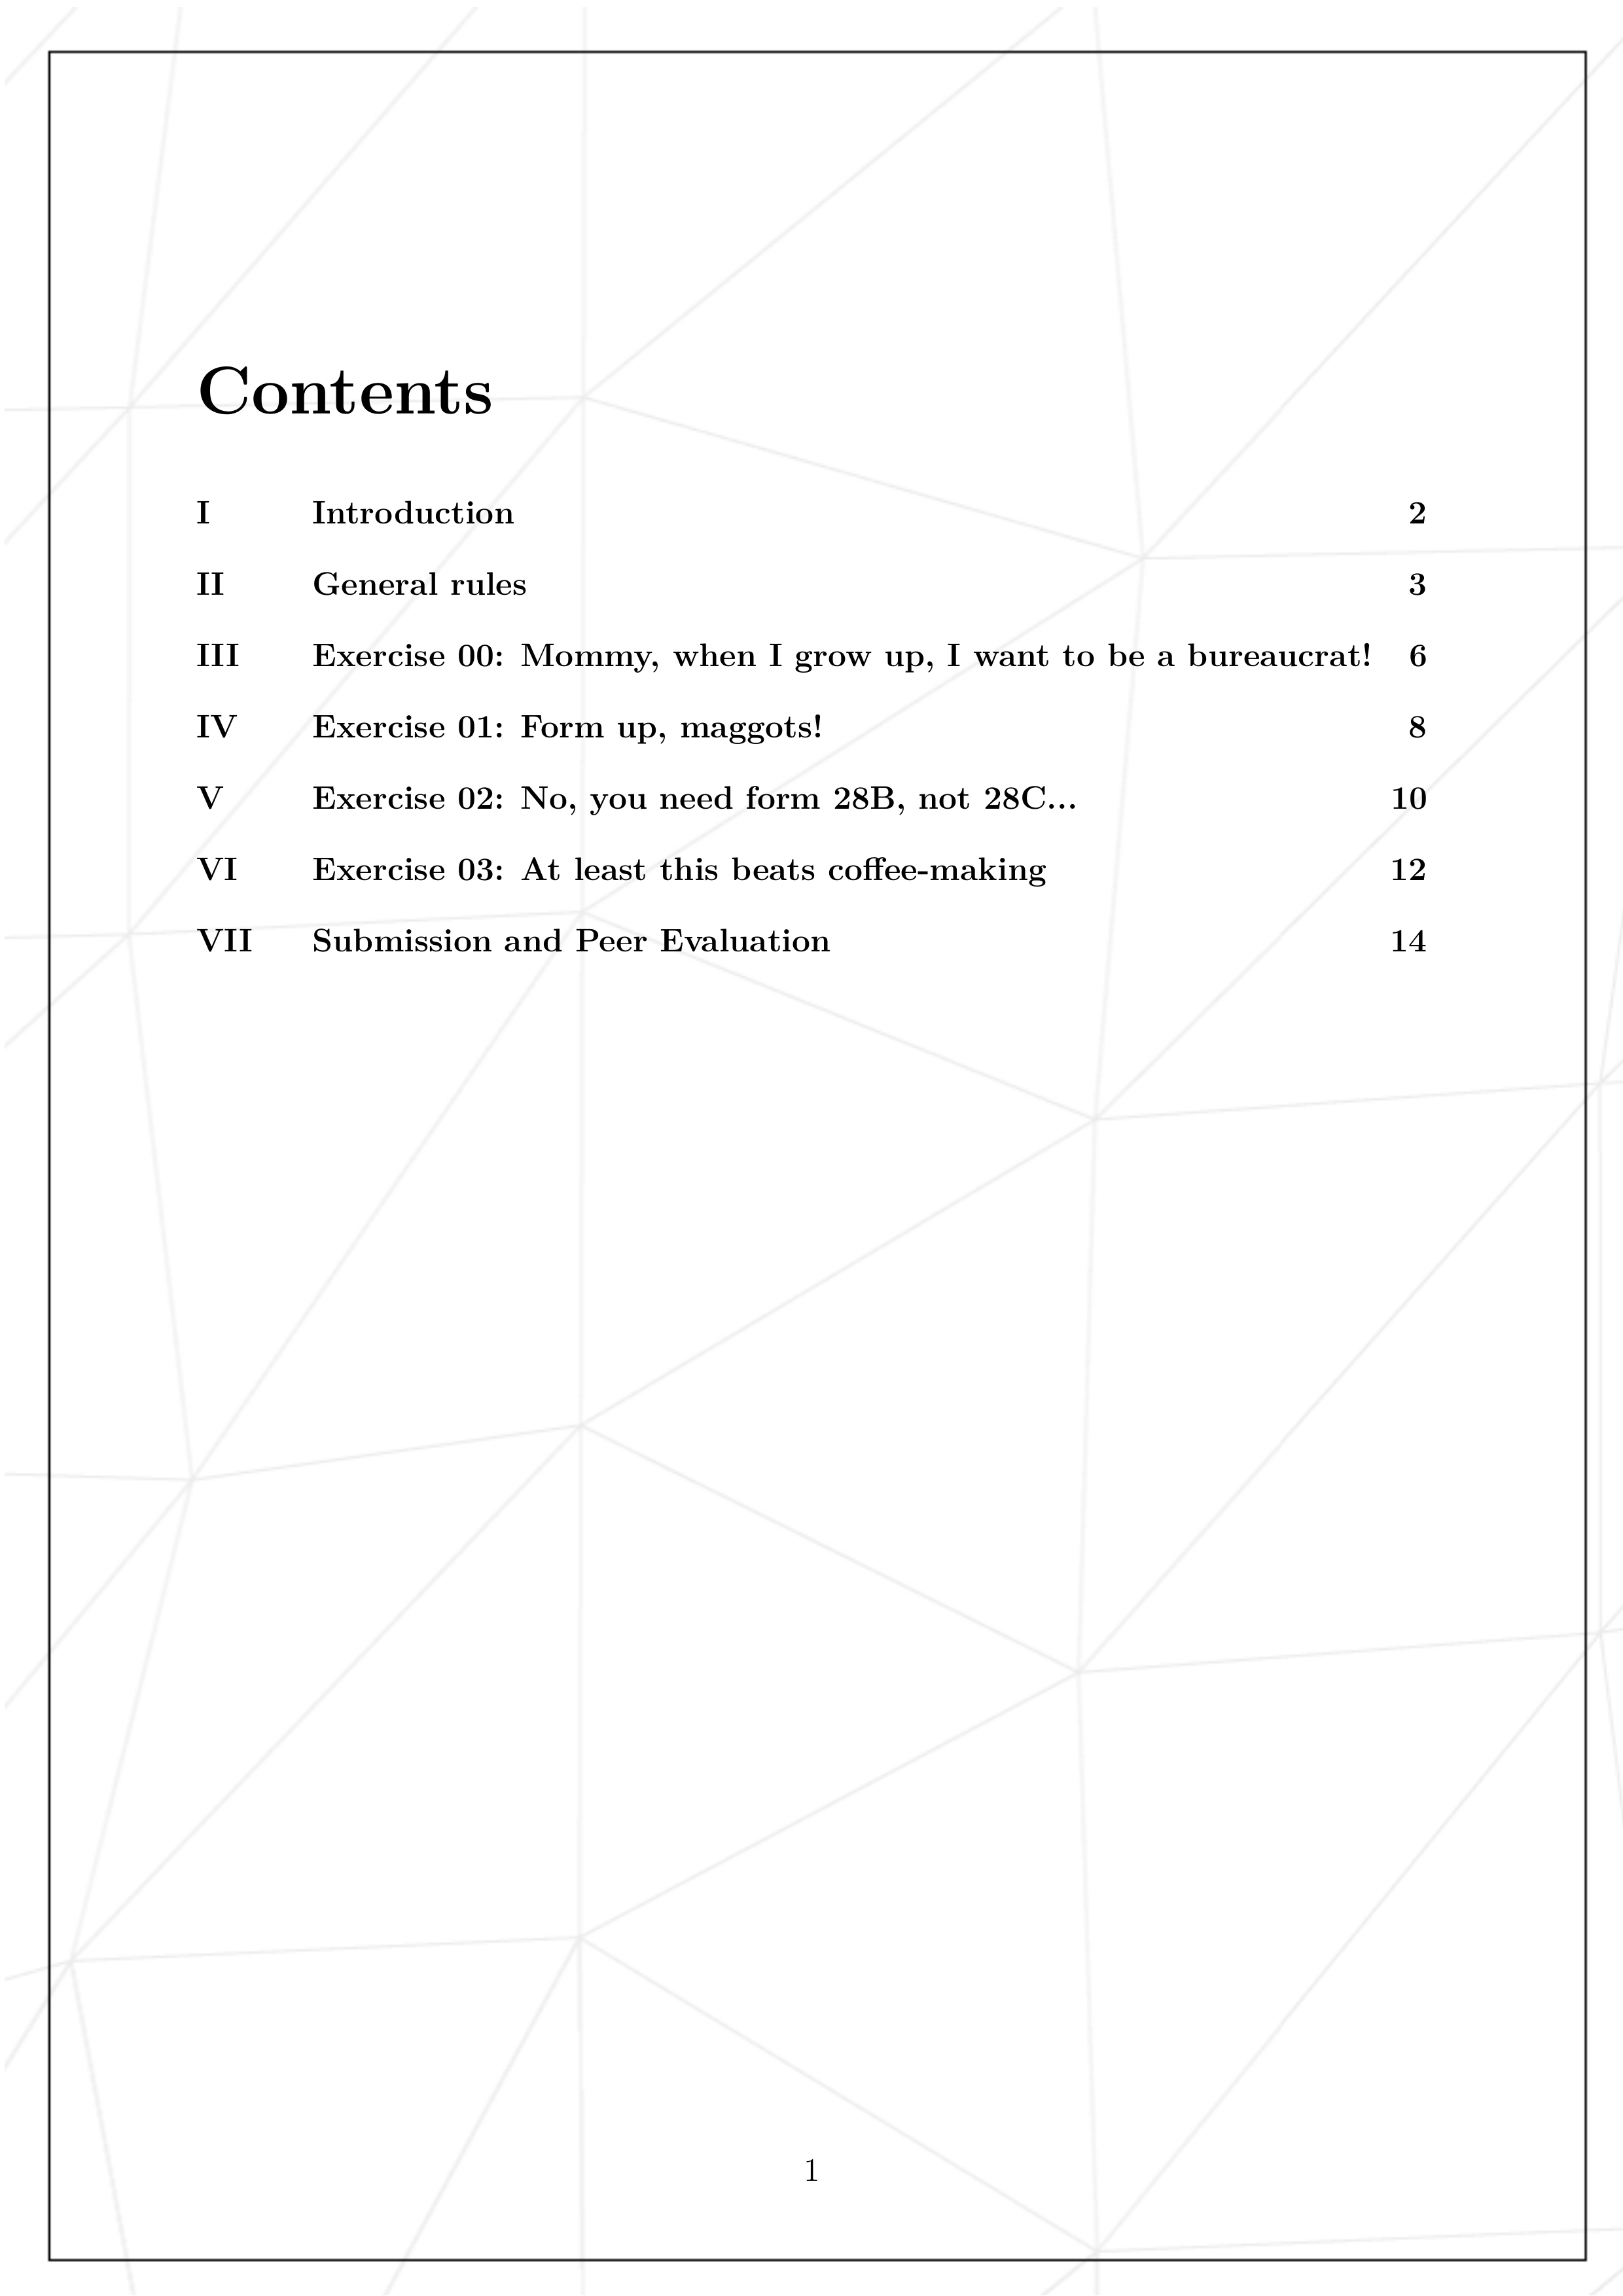 Contents
I Introduction 2
II General rules 3
III Exercise 00: Mommy, when I grow up, I want to be a bureaucrat! 6
IV Exercise 01: Form up, maggots! 8
V Exercise 02: No, you need form 28B, not 28C... 10
VI Exercise 03: At least this beats coffee-making 12
VII Submission and Peer Evaluation 14
1